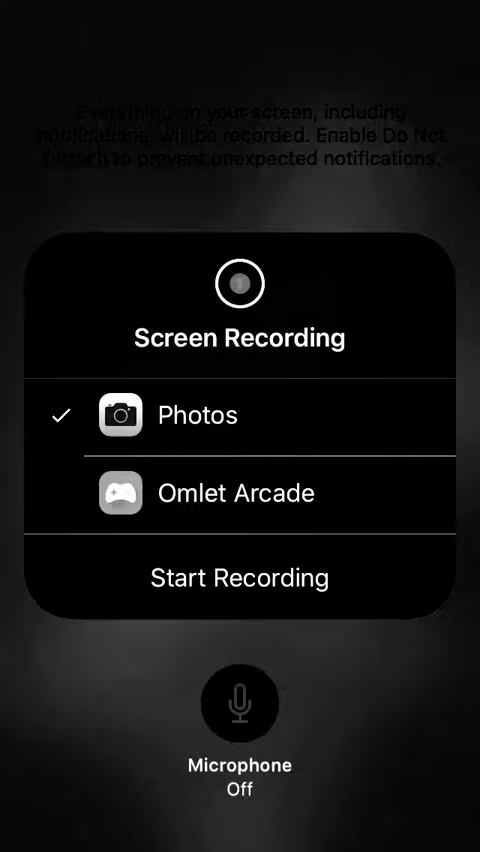 Everything on your screen, including
notifications, will be recorded. Enable Do Not
Disturb to prevent unexpected notifications.
Screen Recording
Photos
Omlet Arcade
Start Recording
Microphone
Off